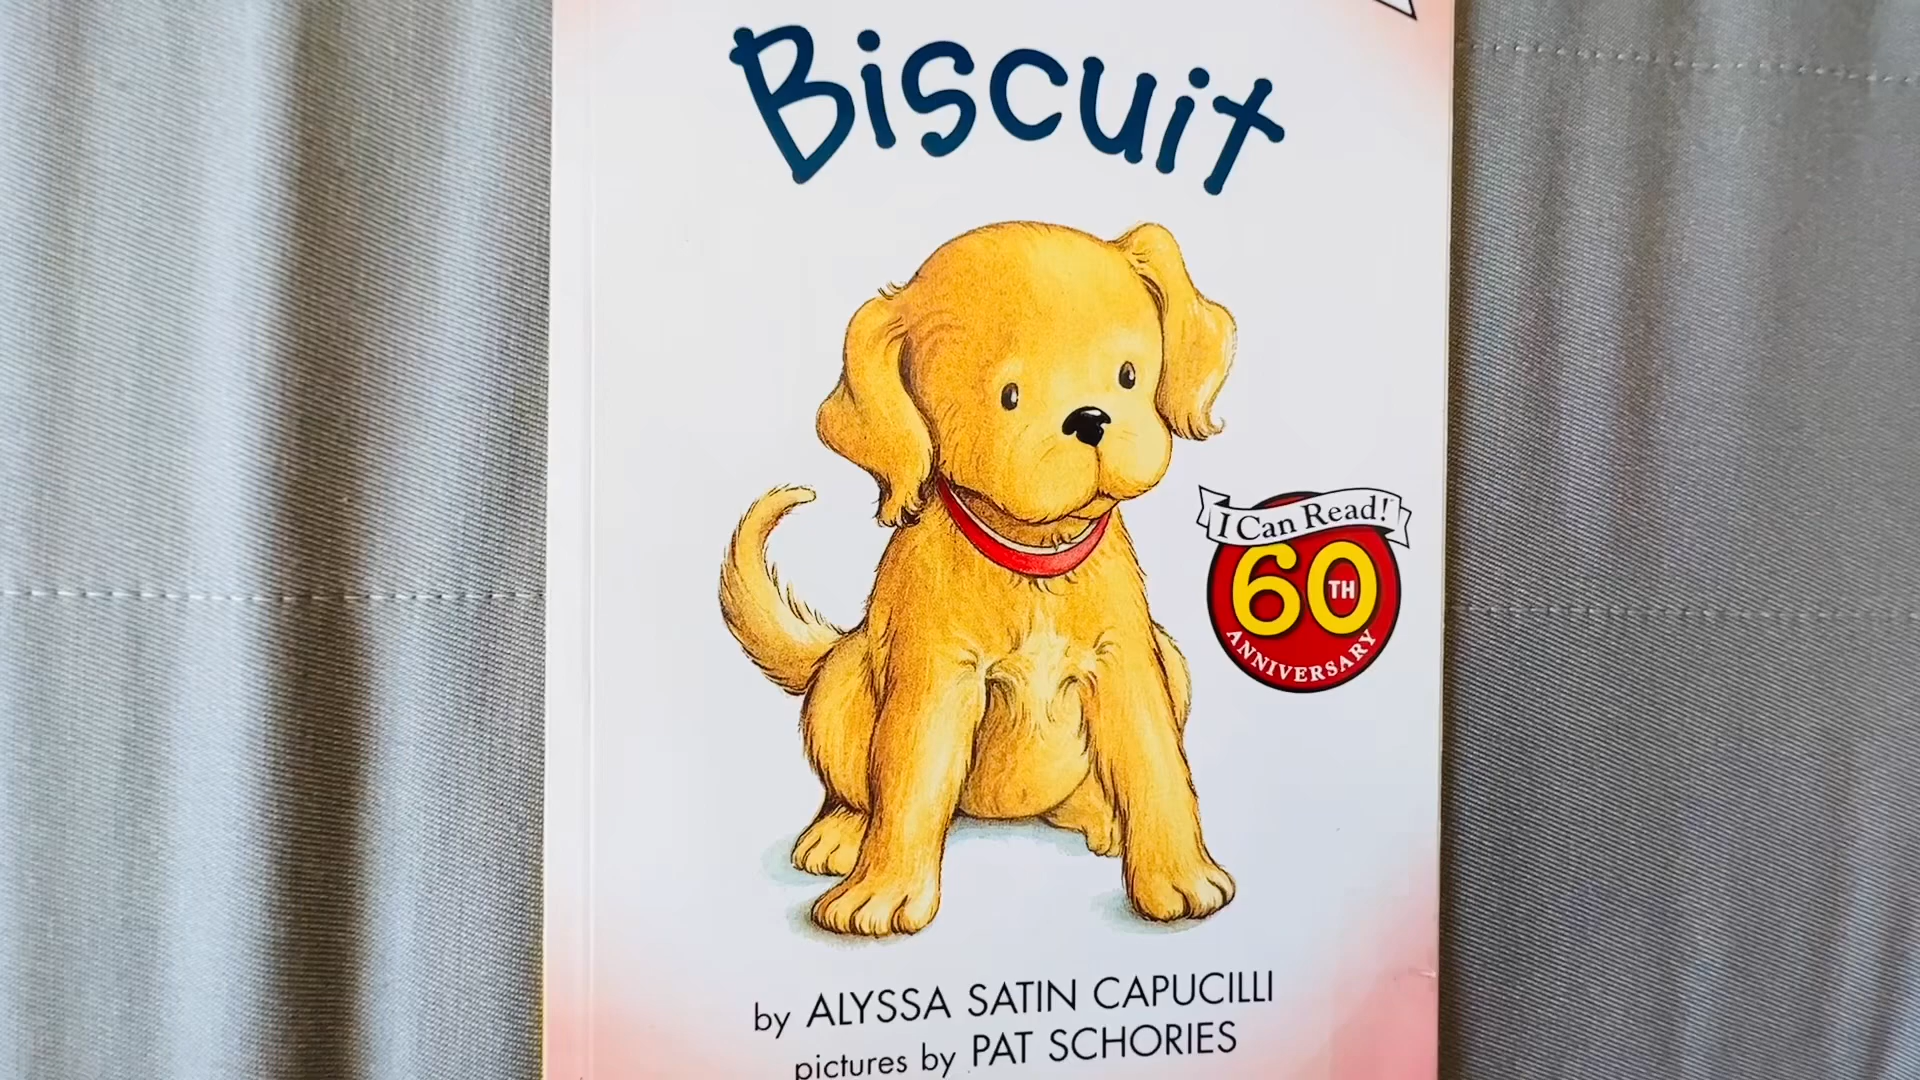 Biscuit
I Can Read!
60TH
ANNIVERSARY
by ALYSSA SATIN CAPUCILLI
pictures by PAT SCHORIES